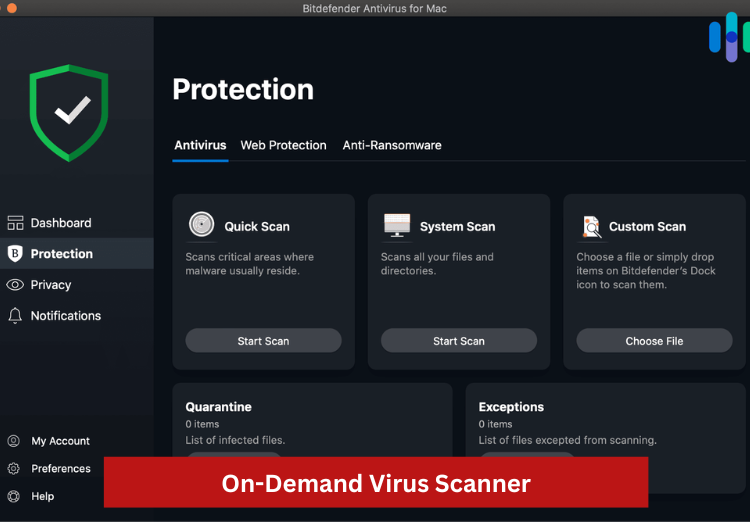 Bitdefender Antivirus for Mac
Protection
Antivirus Web Protection Anti-Ransomware
Dashboard
B Protection
Privacy
Notifications
My Account
Preferences
Help
Quick Scan
Scans critical areas where
malware usually reside.
Start Scan
System Scan
Scans all your files and
directories.
Start Scan
Custom Scan
Choose a file or simply drop
items on Bitdefender's Dock
icon to scan them.
Choose File
Quarantine
0 items
List of infected files.
Exceptions
0 items
List of files excepted from scanning.
On-Demand Virus Scanner